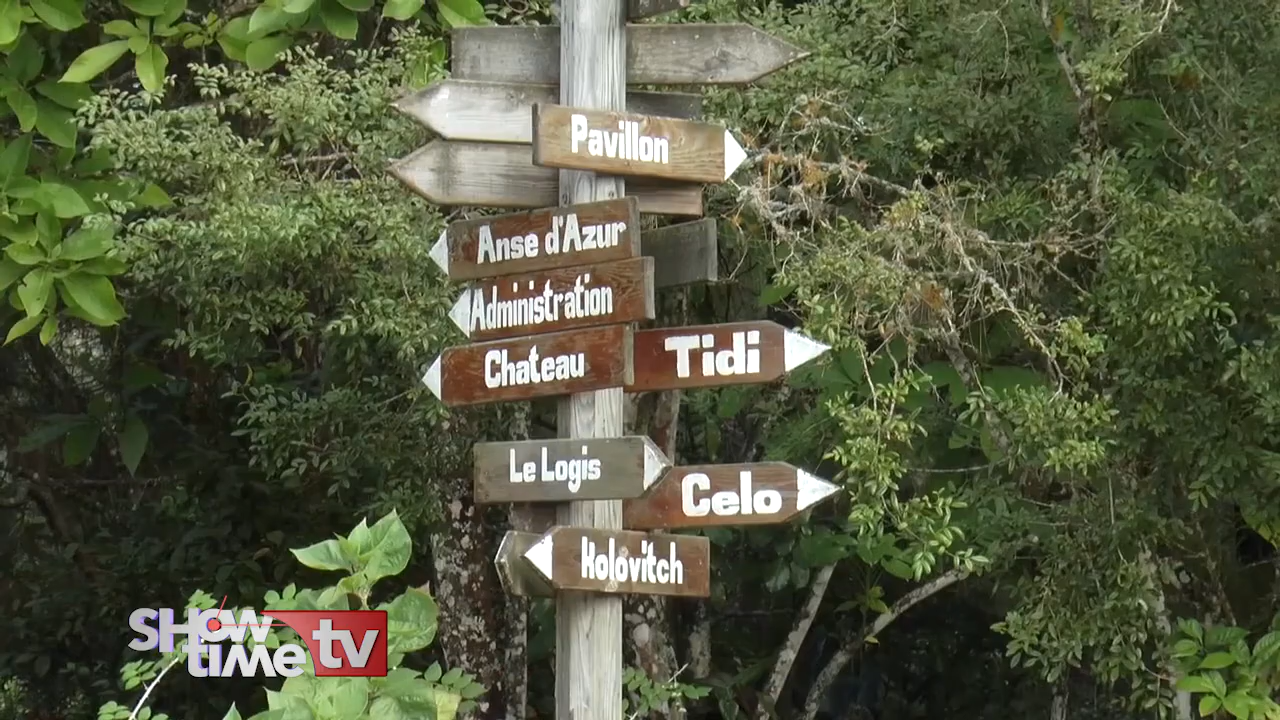 Pavillon
Anse d'Azur
Administration
Chateau
Tidi
Le Logis
Celo
Kolovitch
SHOW
time tv